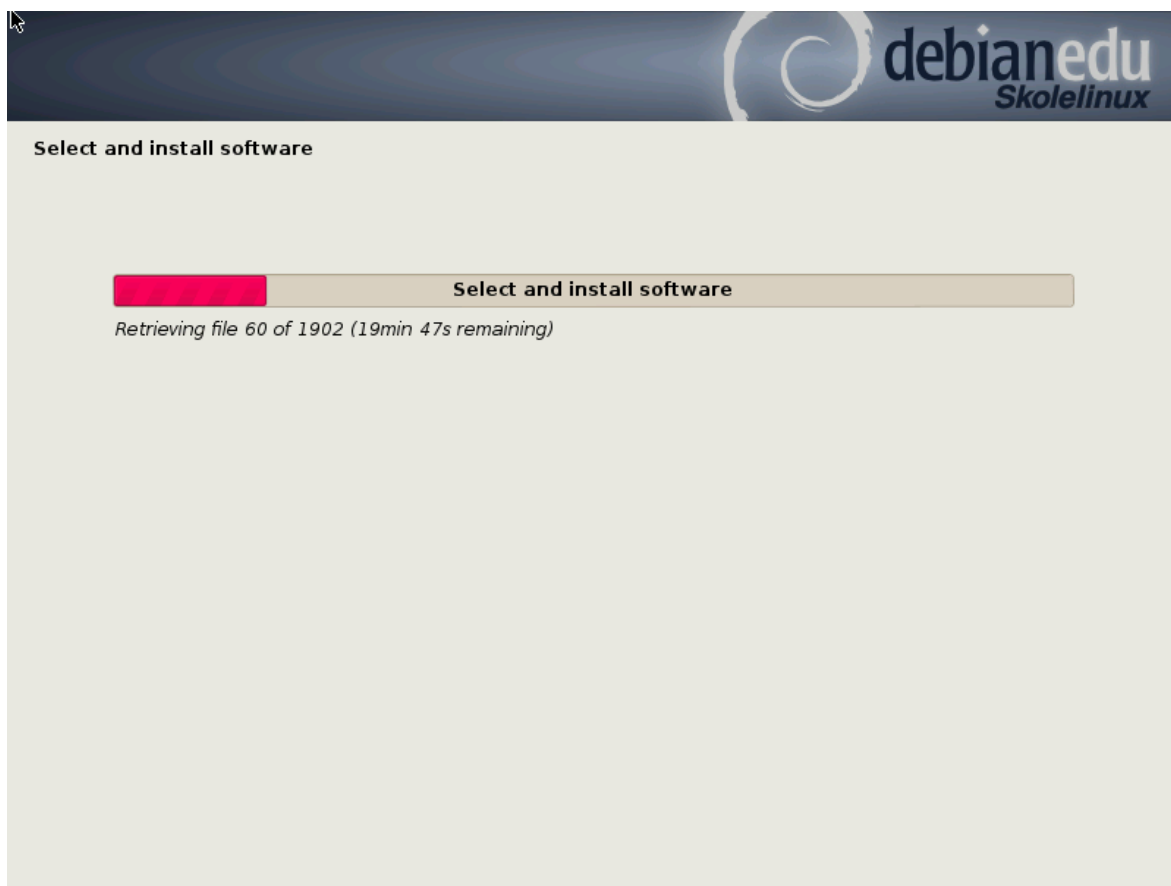 debianedu
Skolelinux
Select and install software
Select and install software
Retrieving file 60 of 1902 (19min 47s remaining)